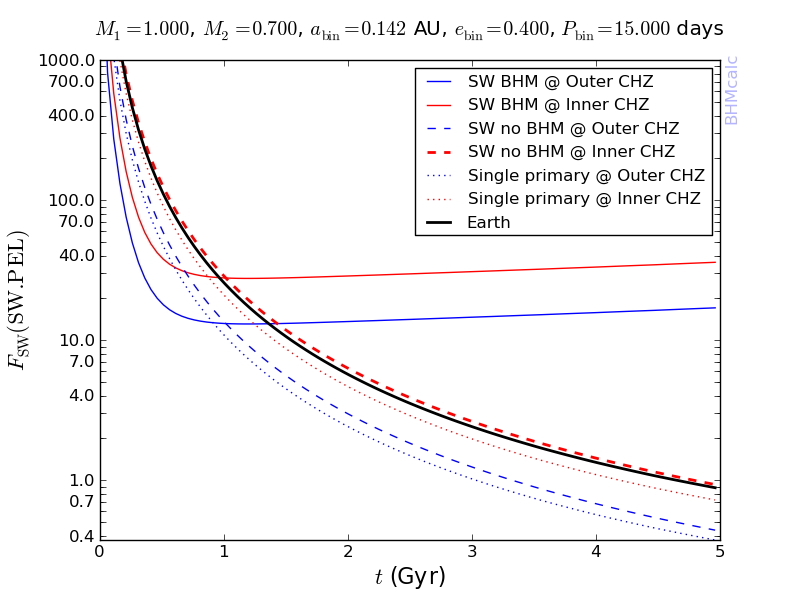 M1 =1.000, M2 =0.700, abin=0.142 AU, ebin=0.400, Pbin=15.000 days
BHMcalc
SW BHM @ Outer CHZ
SW BHM @ Inner CHZ
SW no BHM @ Outer CHZ
SW no BHM @ Inner CHZ
Single primary @ Outer CHZ
Single primary @ Inner CHZ
Earth
FSW(SW.PEL)
1000.0
700.0
400.0
100.0
70.0
40.0
10.0
7.0
4.0
1.0
0.7
0.4
0 1 2 3 4 5
t (Gyr)